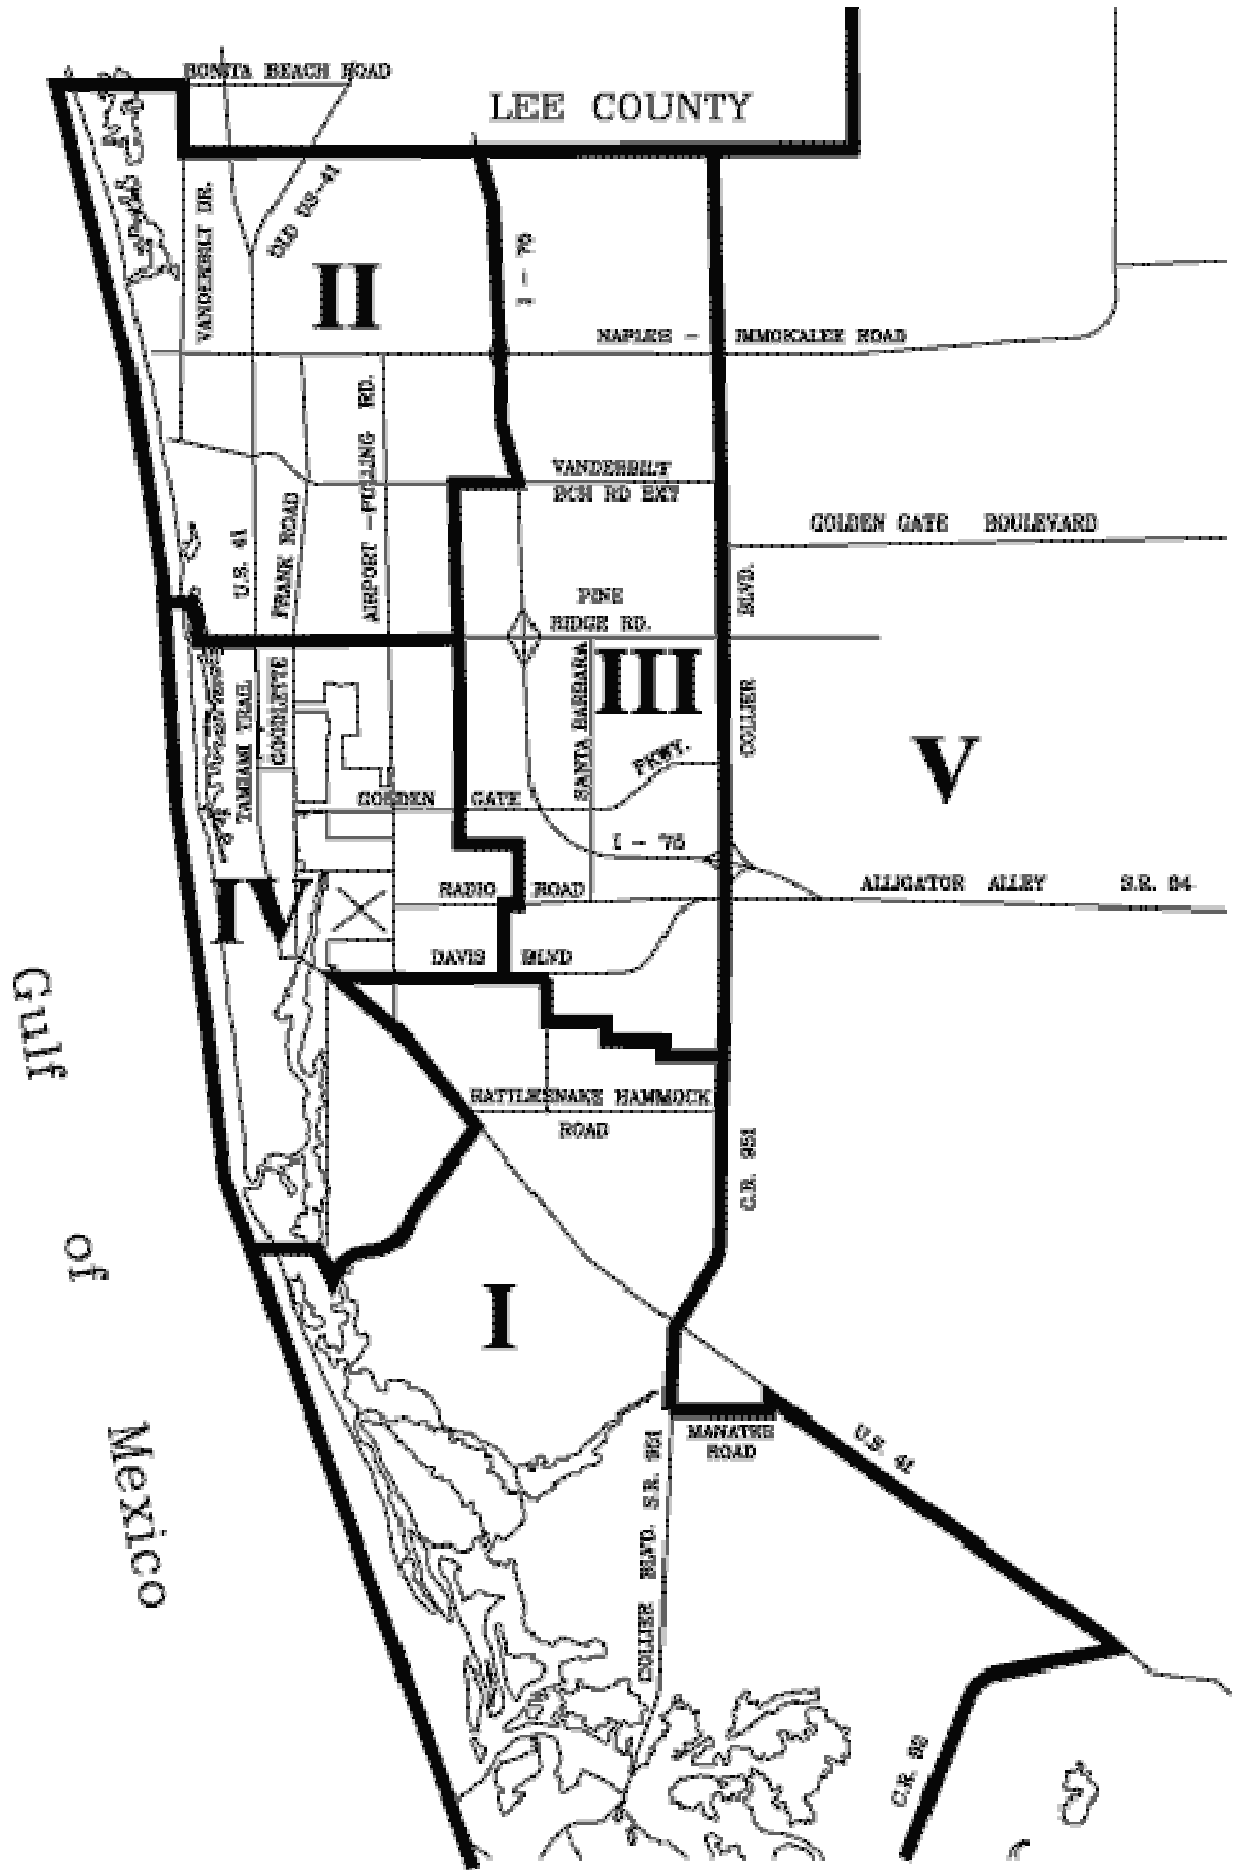 BONITA BEACH ROAD
LEE COUNTY
VANDERBILT DR.
OLD US-41
II
I - 75
NAPLES - IMMOKALEE ROAD
AIRPORT -PULLING RD.
VANDERBILT
BCH RD EXT
GOLDEN GATE BOULEVARD
U.S. 41
FRANK ROAD
PINE
RIDGE RD.
BLVD.
III
TAMIAMI TRAIL
GOODLETTE
SANTA BARBARA
COLLIER
PKWY.
V
GOLDEN GATE
I - 75
RADIO ROAD
ALLIGATOR ALLEY S.R. 84
IV
DAVIS BLVD
Gulf
of
Mexico
RATTLESNAKE HAMMOCK
ROAD
C.R. 951
I
MANATEE
ROAD
U.S. 41
COLLIER BLVD. S.R. 951
C.R. 92